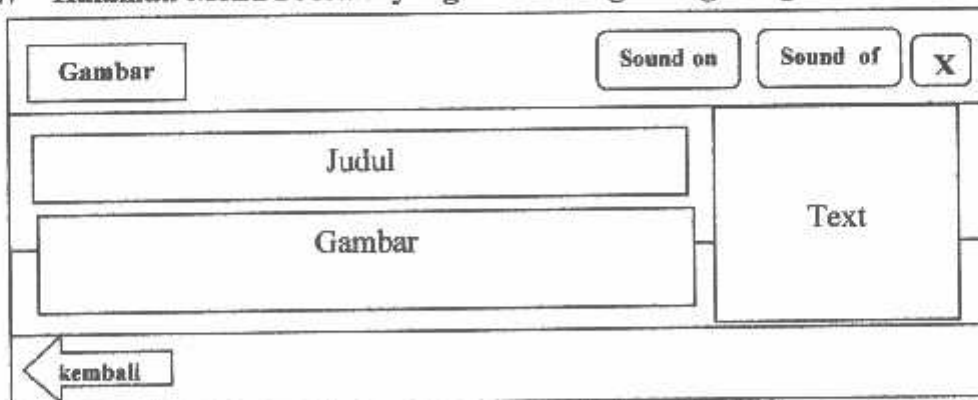 Gambar
Sound on
Sound of
X
Judul
Gambar
Text
kembali